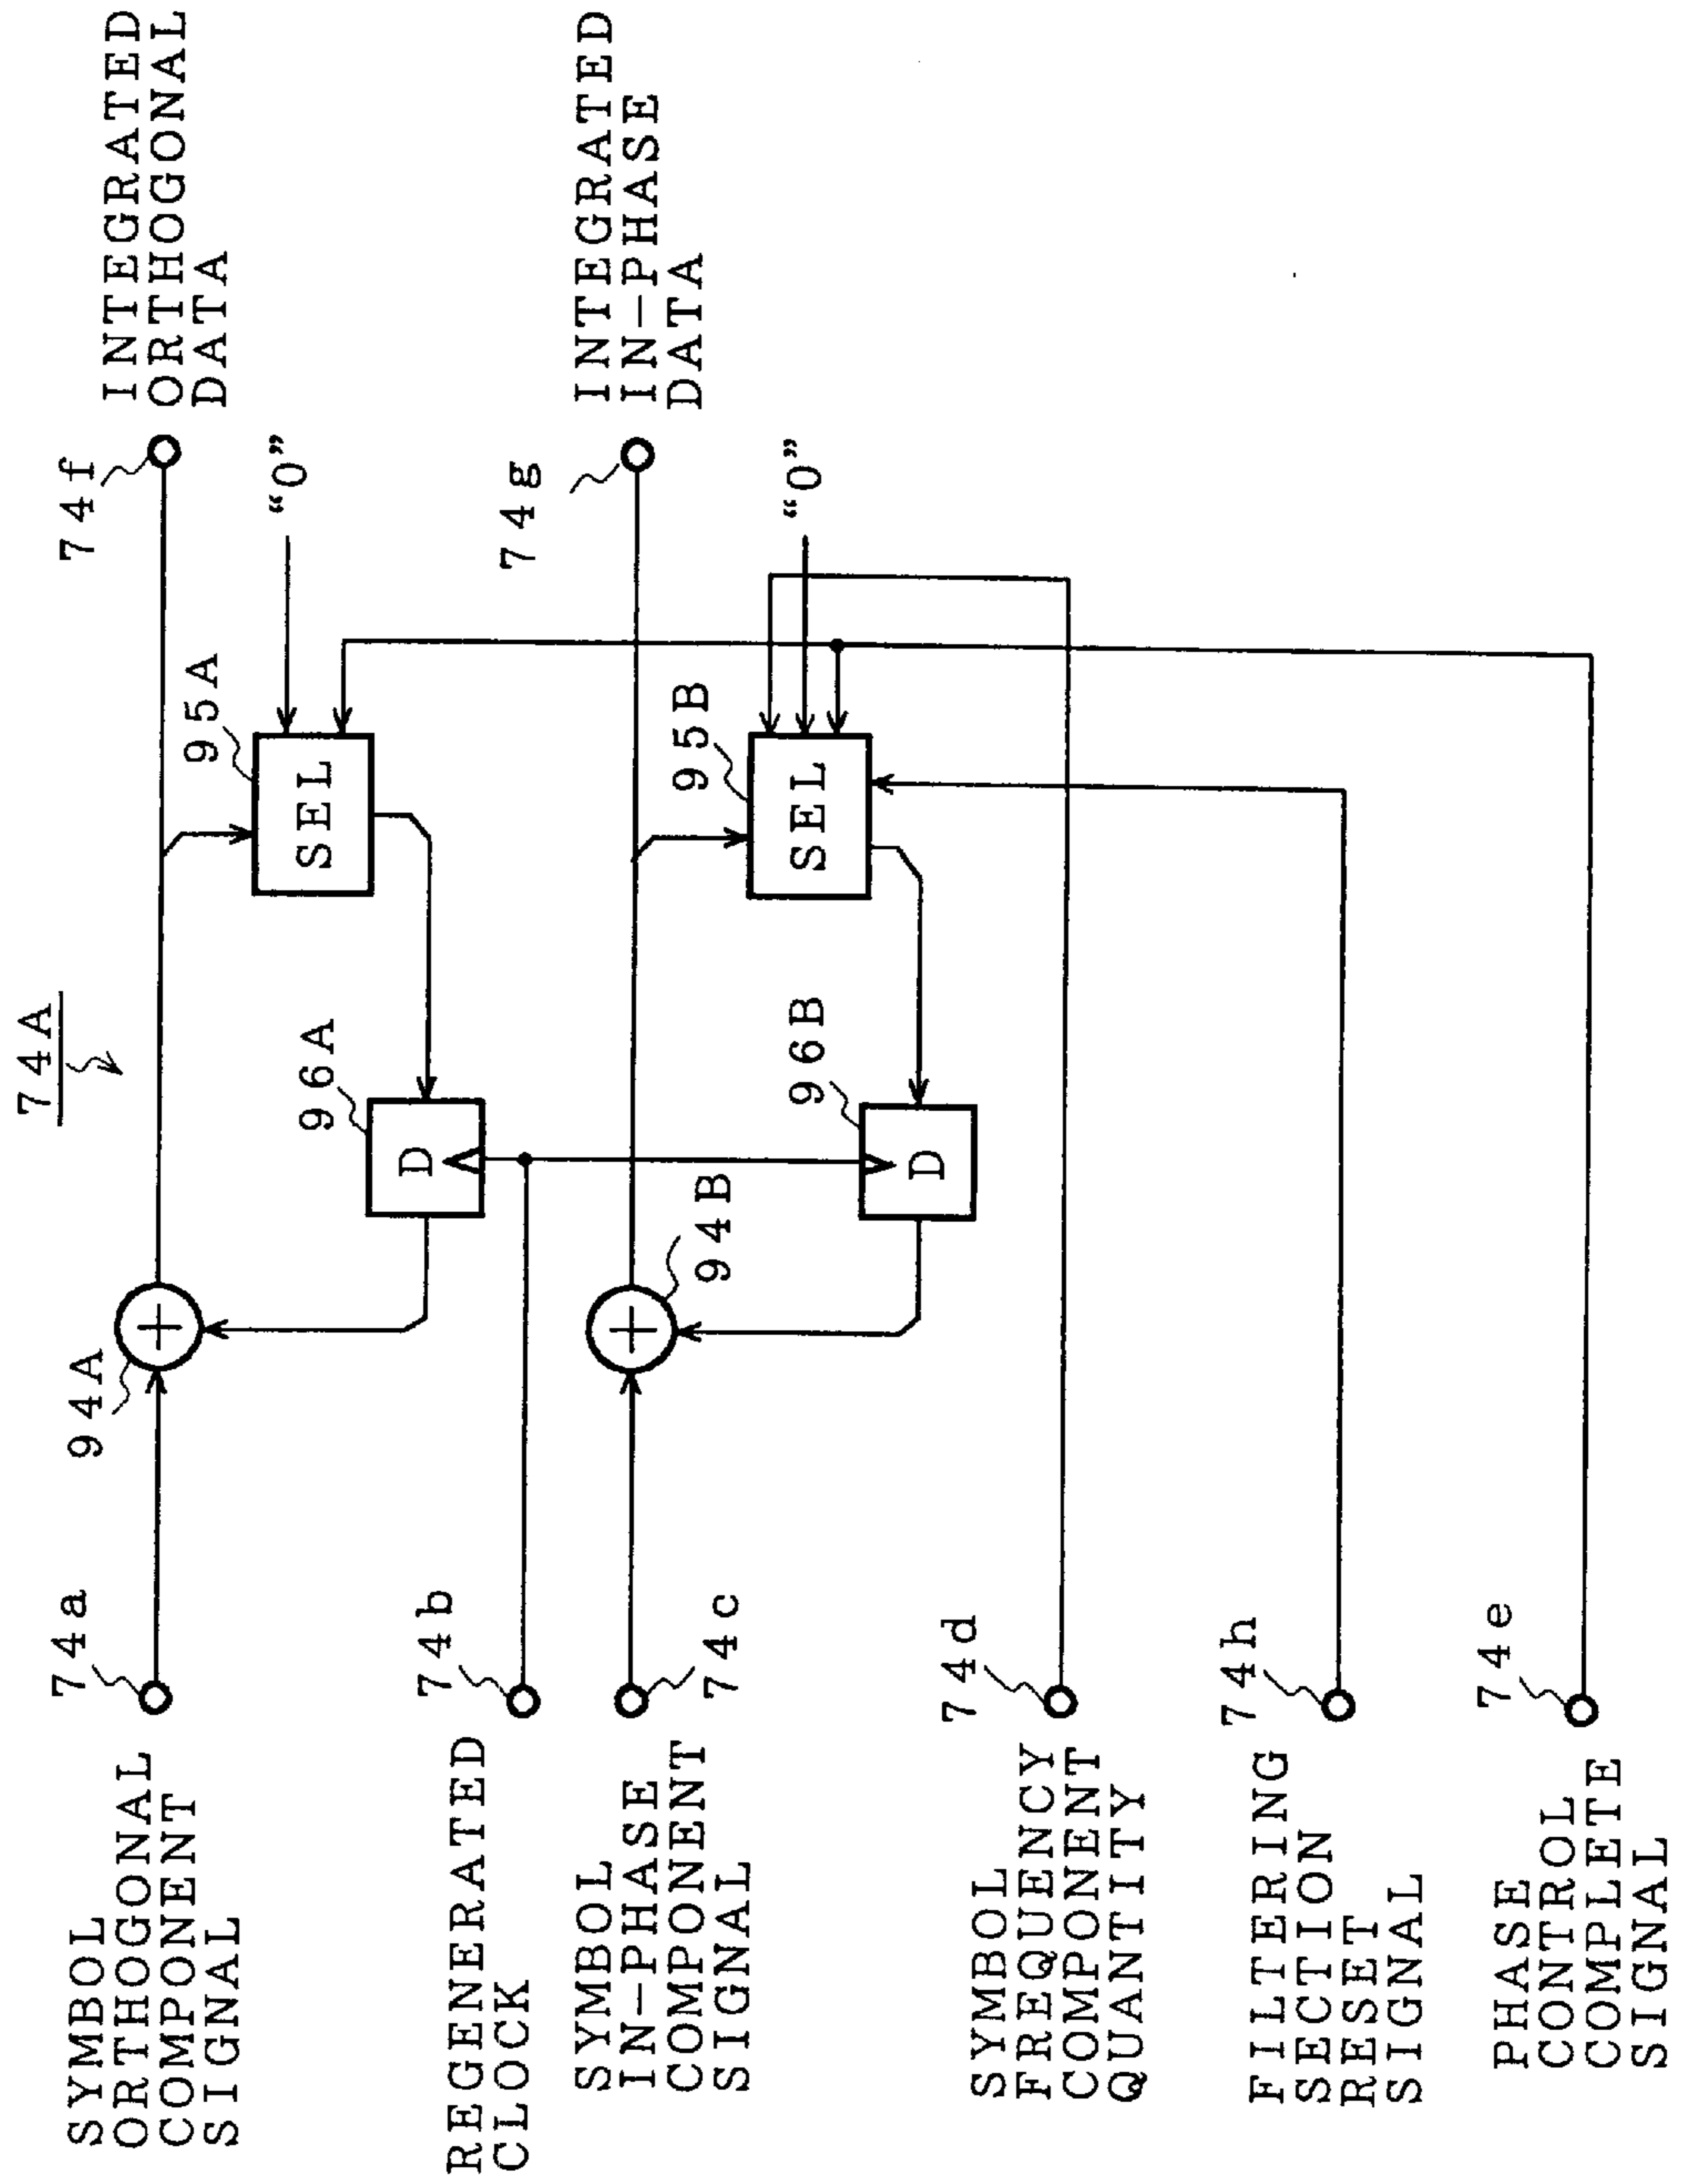 74A
SYMBOL
ORTHOGONAL
COMPONENT
SIGNAL
74a
94A
95A
SEL
96A
D
"0"
74f
INTEGRATED
ORTHOGONAL
DATA
REGENERATED
CLOCK
74b
SYMBOL
IN-PHASE
COMPONENT
SIGNAL
74c
94B
95B
SEL
96B
D
"0"
74g
INTEGRATED
IN-PHASE
DATA
SYMBOL
FREQUENCY
COMPONENT
QUANTITY
74d
FILTERING
SECTION
RESET
SIGNAL
74h
PHASE
CONTROL
COMPLETE
SIGNAL
74e